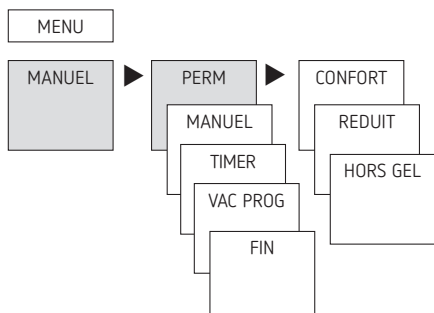 MENU
MANUEL
PERM
MANUEL
TIMER
VAC PROG
FIN
CONFORT
REDUIT
HORS GEL